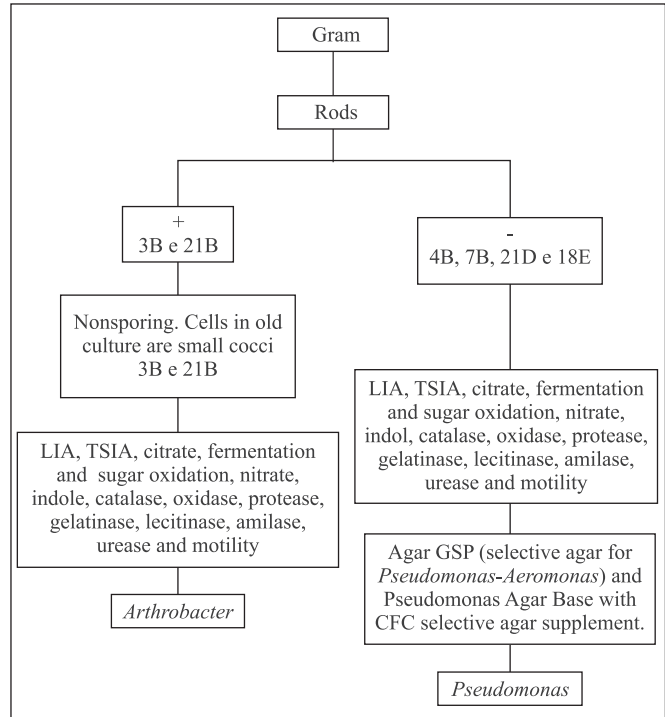 Gram
Rods
+
3B e 21B
-
4B, 7B, 21D e 18E
Nonsporing. Cells in old
culture are small cocci
3B e 21B
LIA, TSIA, citrate, fermentation
and sugar oxidation, nitrate,
indole, catalase, oxidase, protease,
gelatinase, lecitinase, amilase,
urease and motility
Arthrobacter
LIA, TSIA, citrate, fermentation
and sugar oxidation, nitrate,
indol, catalase, oxidase, protease,
gelatinase, lecitinase, amilase,
urease and motility
Agar GSP (selective agar for
Pseudomonas-Aeromonas) and
Pseudomonas Agar Base with
CFC selective agar supplement.
Pseudomonas